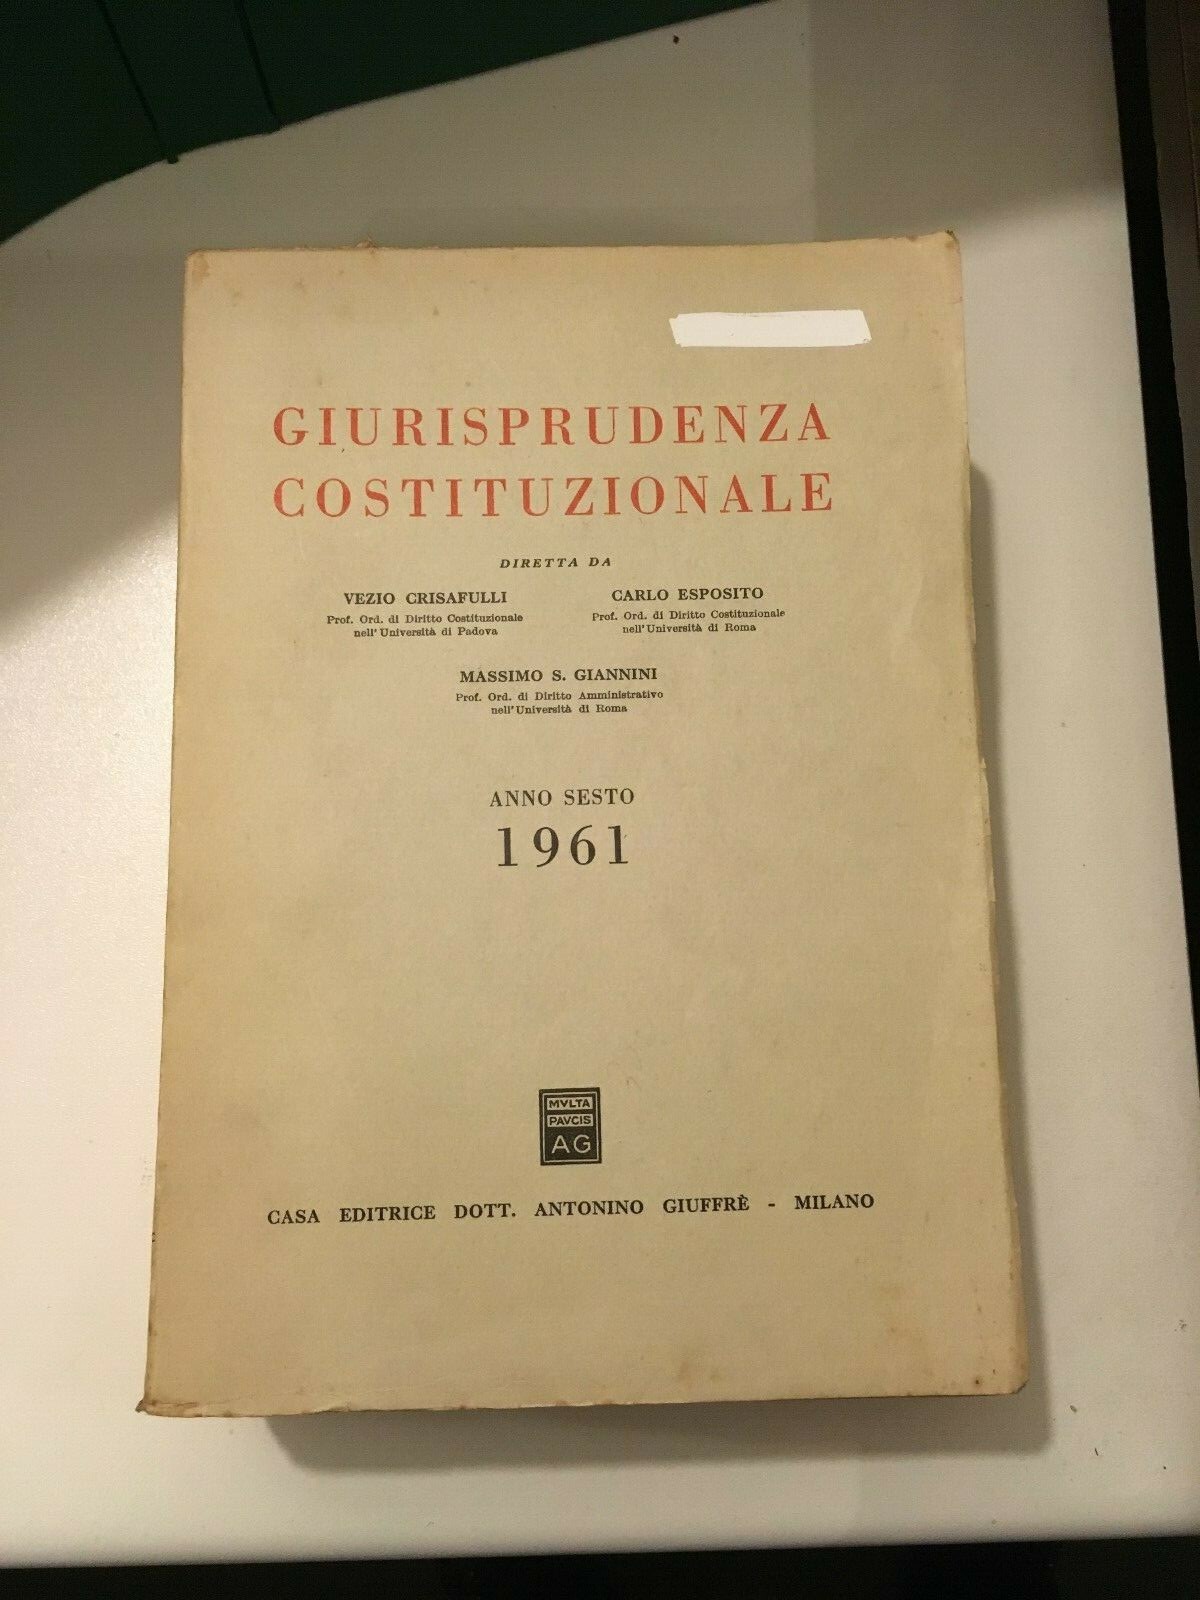 GIURISPRUDENZA
COSTITUZIONALE
DIRETTA DA
VEZIO CRISAFULLI
Prof. Ord. di Diritto Costituzionale
nell'Università di Padova
CARLO ESPOSITO
Prof. Ord. di Diritto Costituzionale
nell'Università di Roma
MASSIMO S. GIANNINI
Prof. Ord. di Diritto Amministrativo
nell'Università di Roma
ANNO SESTO
1961
MVLTA
PAVCIS
AG
CASA EDITRICE DOTT. ANTONINO GIUFFRÈ - MILANO